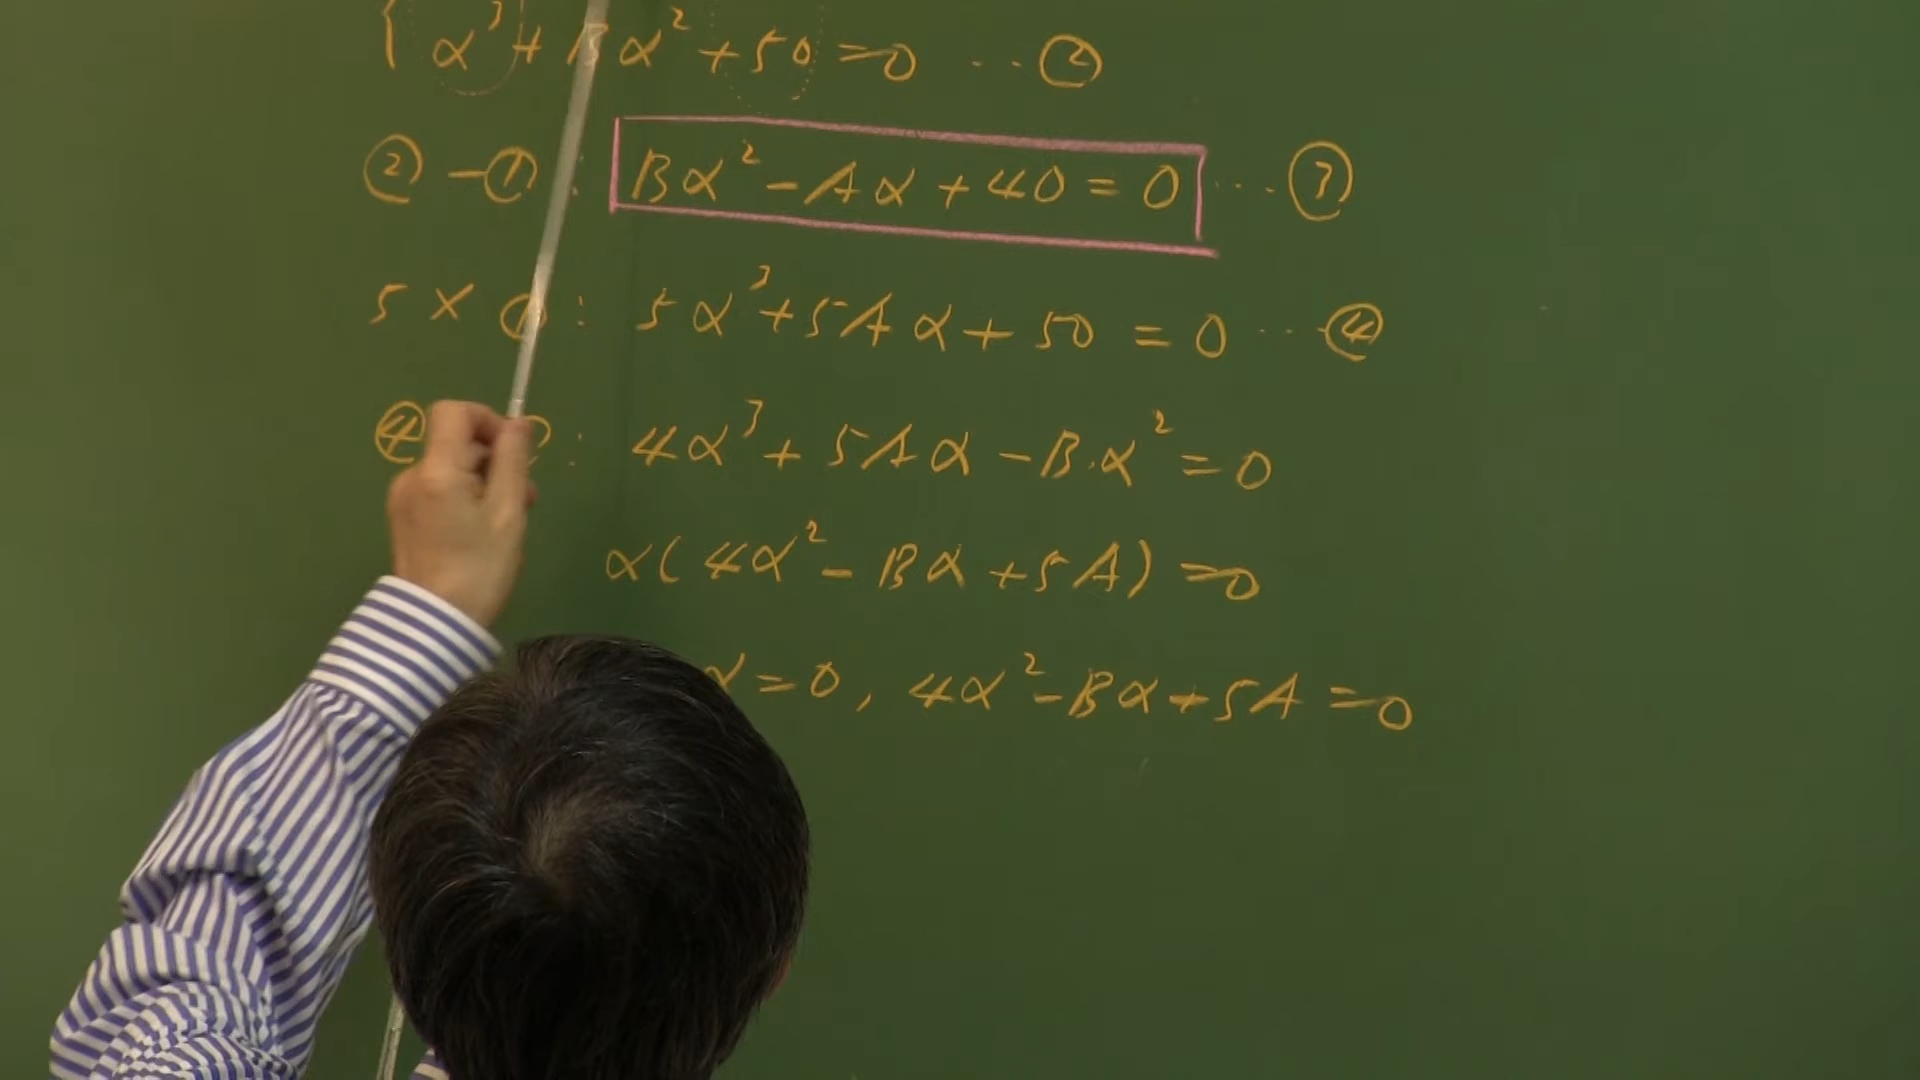 { α³ + Bα² + 50 = 0 ... ②
② - ① : Bα² - Aα + 40 = 0 ... ③
5 × ① : 5α³ + 5Aα + 50 = 0 ... ④
④ : 4α³ + 5Aα - B·α² = 0
α(4α² - Bα + 5A) = 0
α = 0, 4α² - Bα + 5A = 0